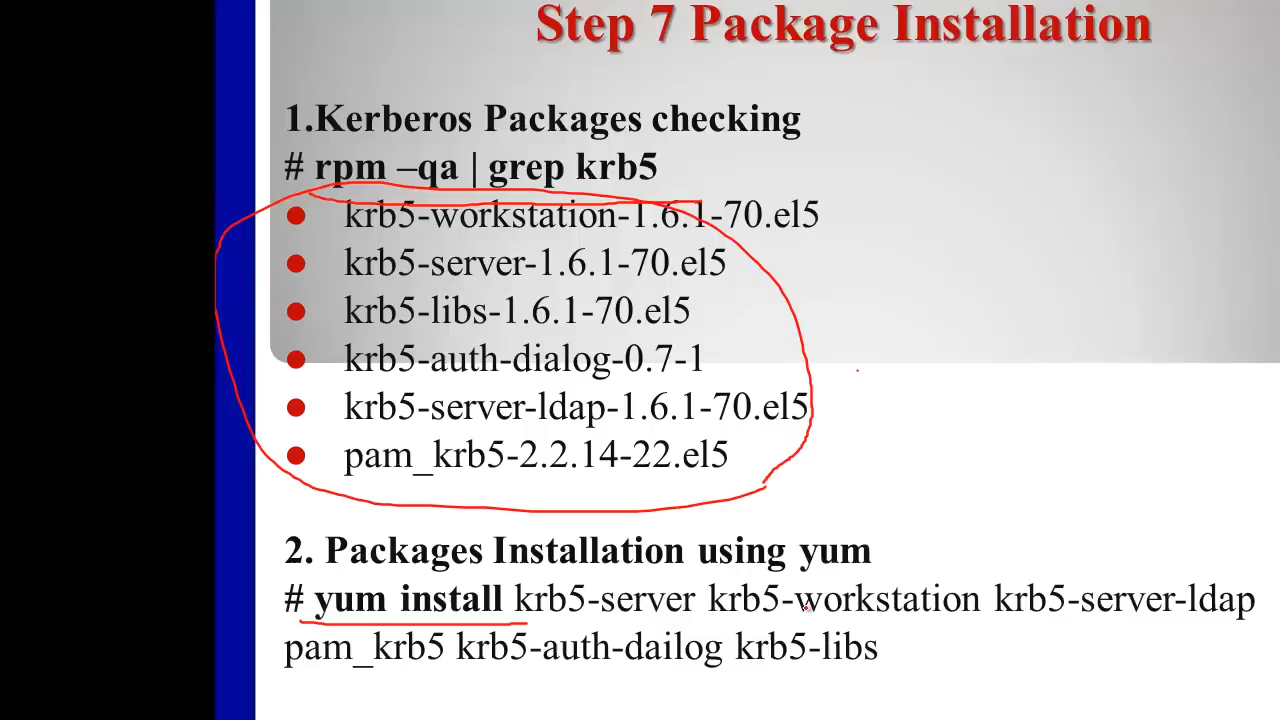 Step 7 Package Installation
1.Kerberos Packages checking
# rpm –qa | grep krb5
● krb5-workstation-1.6.1-70.el5
● krb5-server-1.6.1-70.el5
● krb5-libs-1.6.1-70.el5
● krb5-auth-dialog-0.7-1
● krb5-server-ldap-1.6.1-70.el5
● pam_krb5-2.2.14-22.el5
2. Packages Installation using yum
# yum install krb5-server krb5-workstation krb5-server-ldap
pam_krb5 krb5-auth-dailog krb5-libs